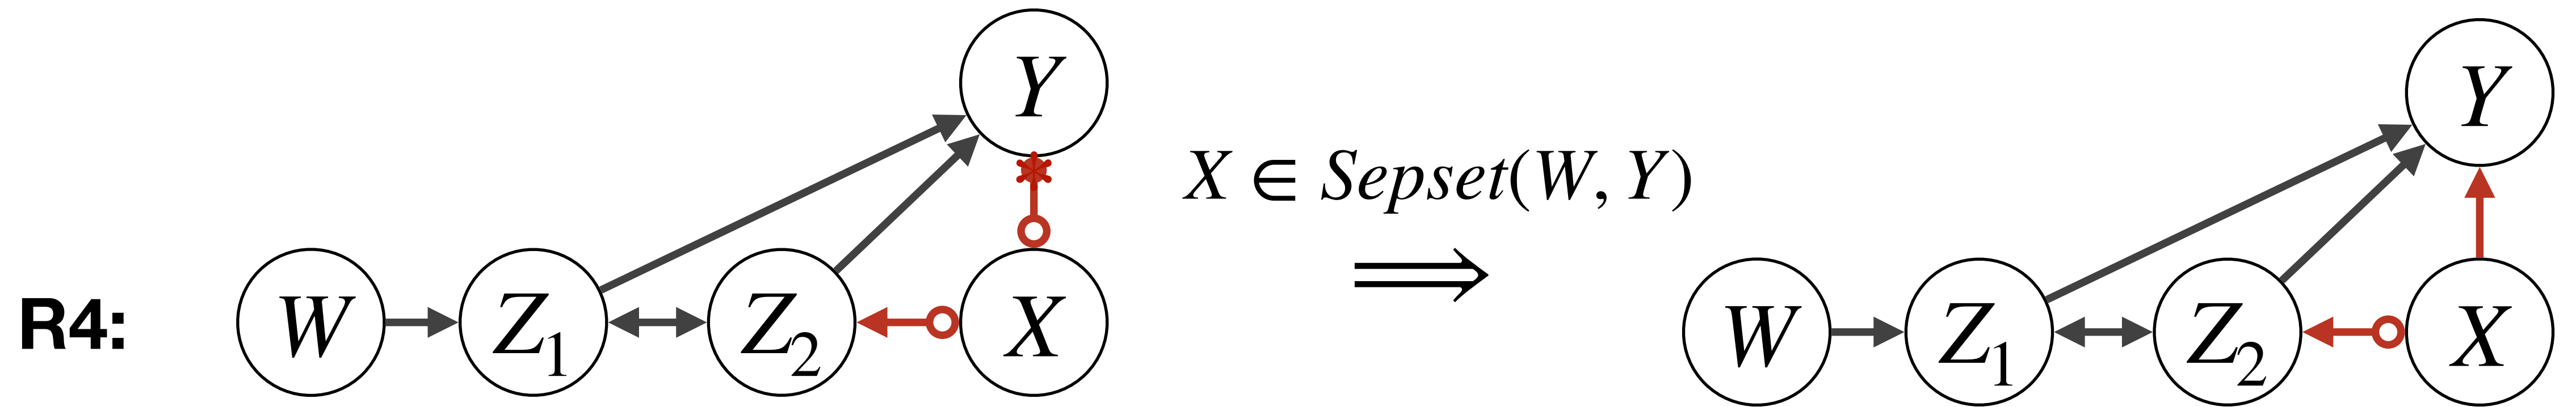 R4:
W Z₁ Z₂ X Y
X ∈ Sepset(W, Y)
⟹
W Z₁ Z₂ X Y